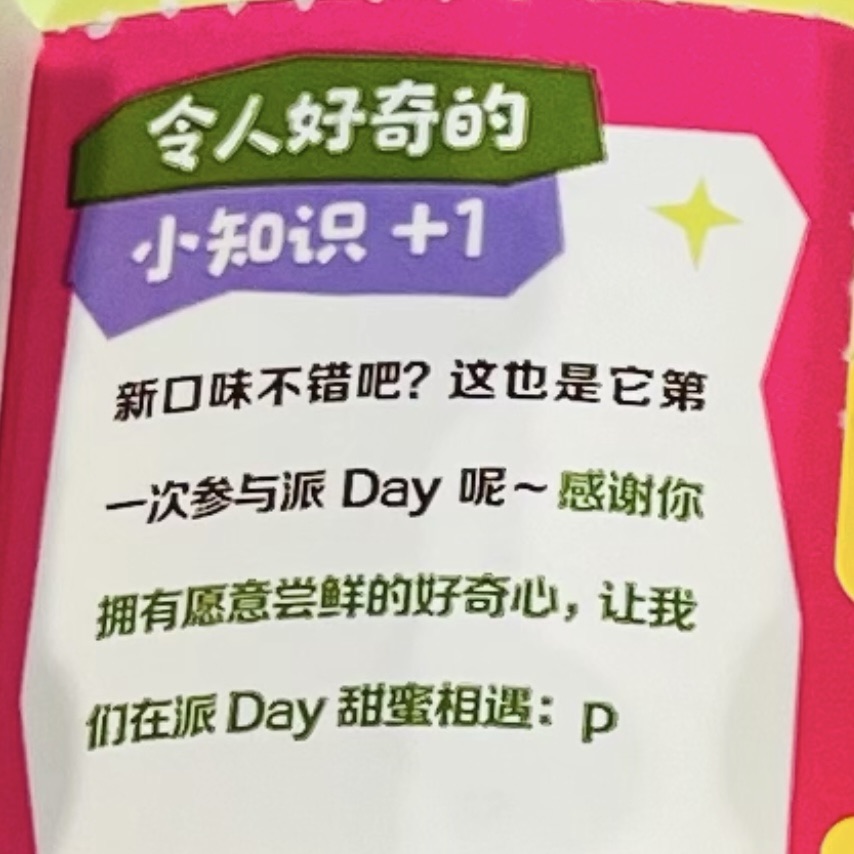 令人好奇的
小知识 +1
新口味不错吧？这也是它第
一次参与派 Day 呢～感谢你
拥有愿意尝鲜的好奇心，让我
们在派 Day 甜蜜相遇：p